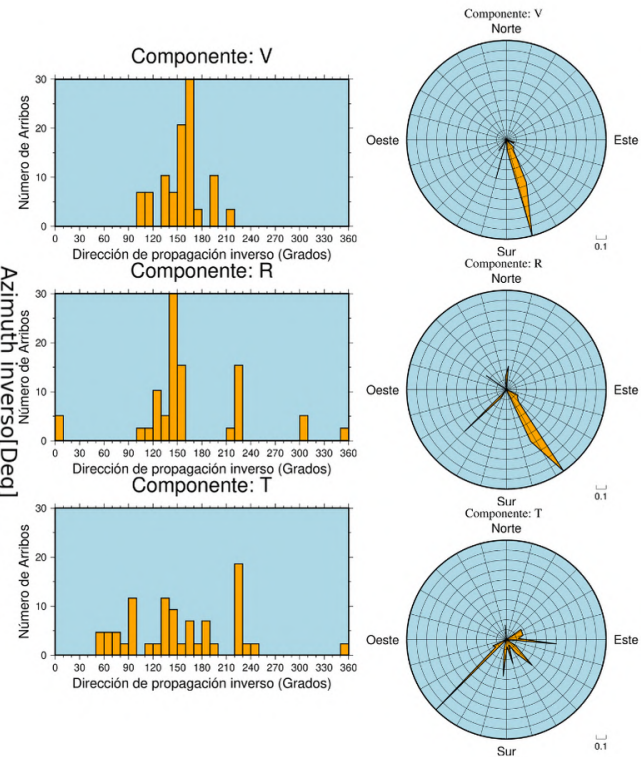 Componente: V
Número de Arribos
30
20
10
0
0 30 60 90 120 150 180 210 240 270 300 330 360
Dirección de propagación inverso (Grados)
Componente: V
Norte
Oeste
Este
Sur
0.1
Azimuth inverso[Deg]
Componente: R
Número de Arribos
30
20
10
0
0 30 60 90 120 150 180 210 240 270 300 330 360
Dirección de propagación inverso (Grados)
Componente: R
Norte
Oeste
Este
Sur
0.1
Componente: T
Número de Arribos
30
20
10
0
0 30 60 90 120 150 180 210 240 270 300 330 360
Dirección de propagación inverso (Grados)
Componente: T
Norte
Oeste
Este
Sur
0.1